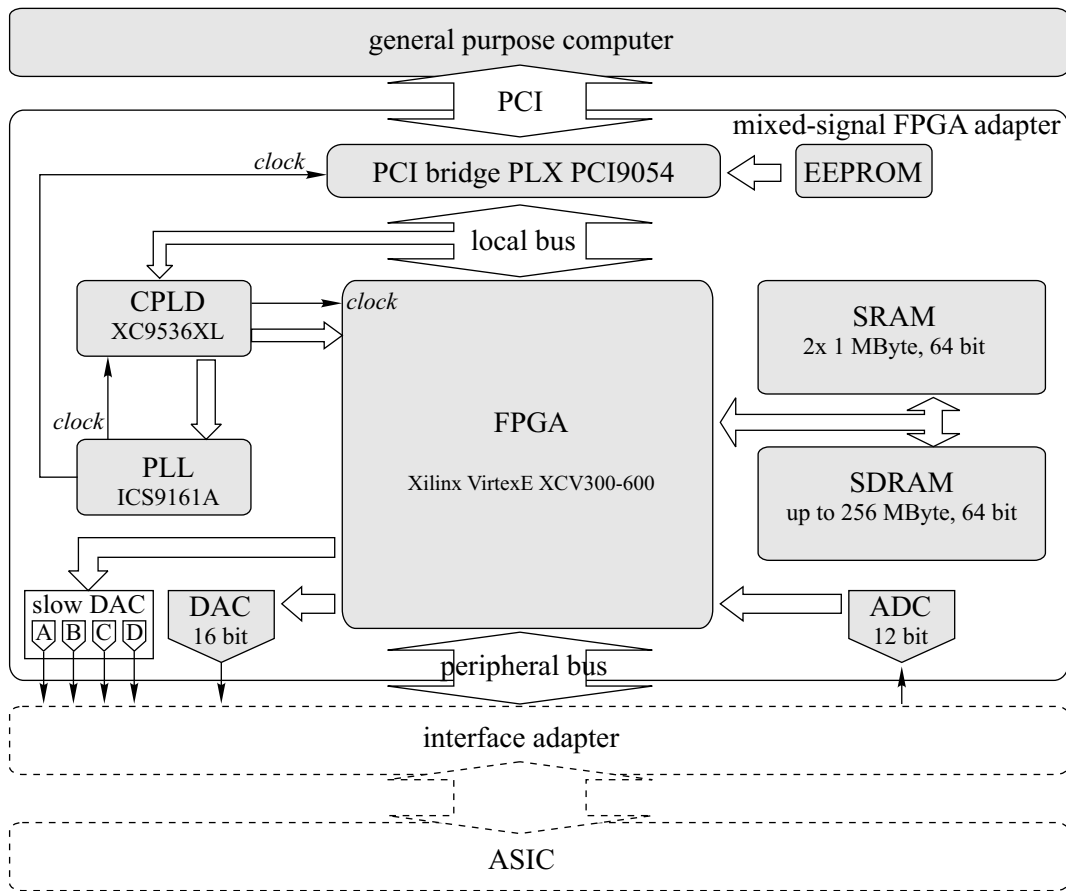 general purpose computer
PCI
mixed-signal FPGA adapter
clock
PCI bridge PLX PCI9054
EEPROM
local bus
CPLD
XC9536XL
clock
SRAM
2x 1 MByte, 64 bit
clock
FPGA
Xilinx VirtexE XCV300-600
PLL
ICS9161A
SDRAM
up to 256 MByte, 64 bit
slow DAC
A B C D
DAC
16 bit
ADC
12 bit
peripheral bus
interface adapter
ASIC